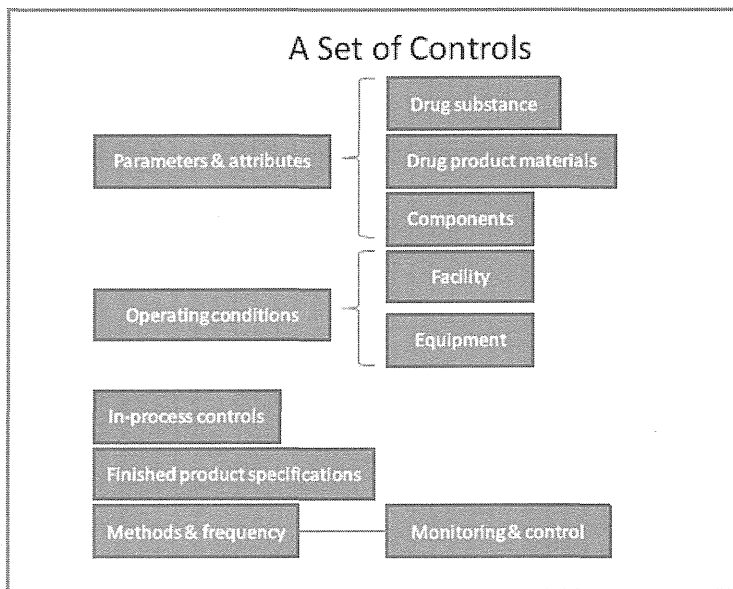 A Set of Controls
Drug substance
Parameters & attributes
Drug product materials
Components
Facility
Operating conditions
Equipment
In-process controls
Finished product specifications
Methods & frequency
Monitoring & control